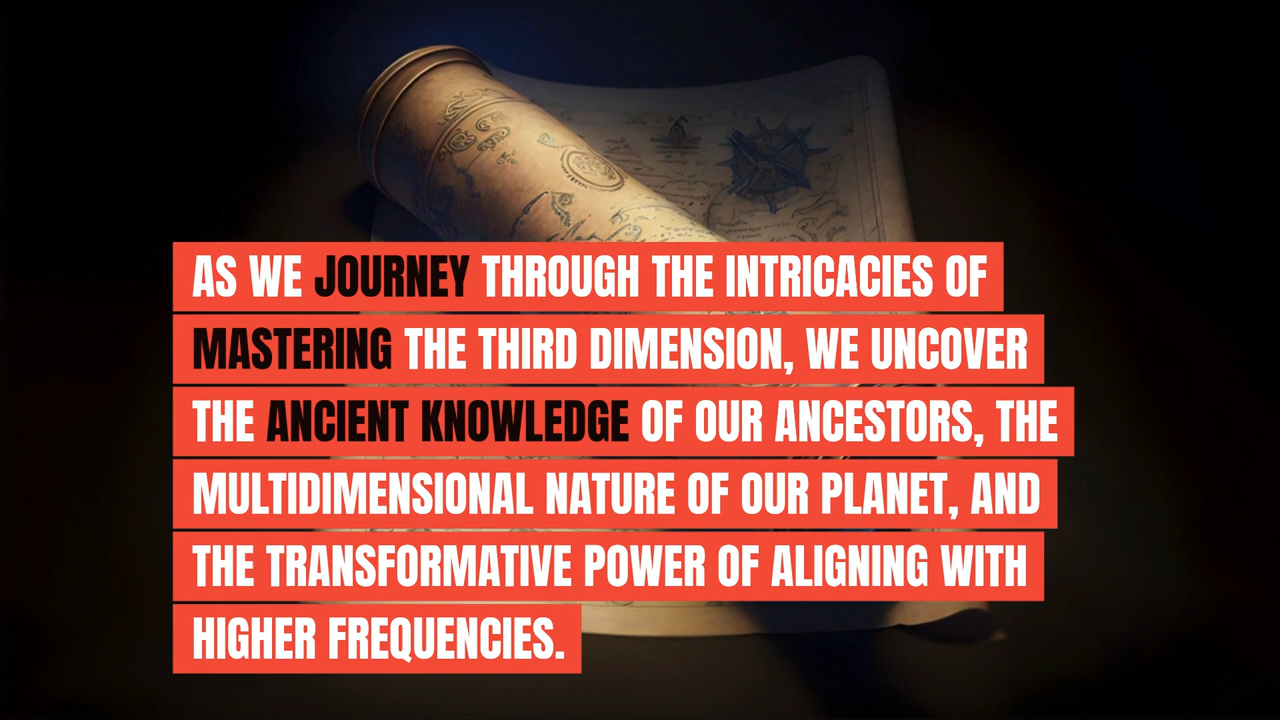 AS WE JOURNEY THROUGH THE INTRICACIES OF
MASTERING THE THIRD DIMENSION, WE UNCOVER
THE ANCIENT KNOWLEDGE OF OUR ANCESTORS, THE
MULTIDIMENSIONAL NATURE OF OUR PLANET, AND
THE TRANSFORMATIVE POWER OF ALIGNING WITH
HIGHER FREQUENCIES.